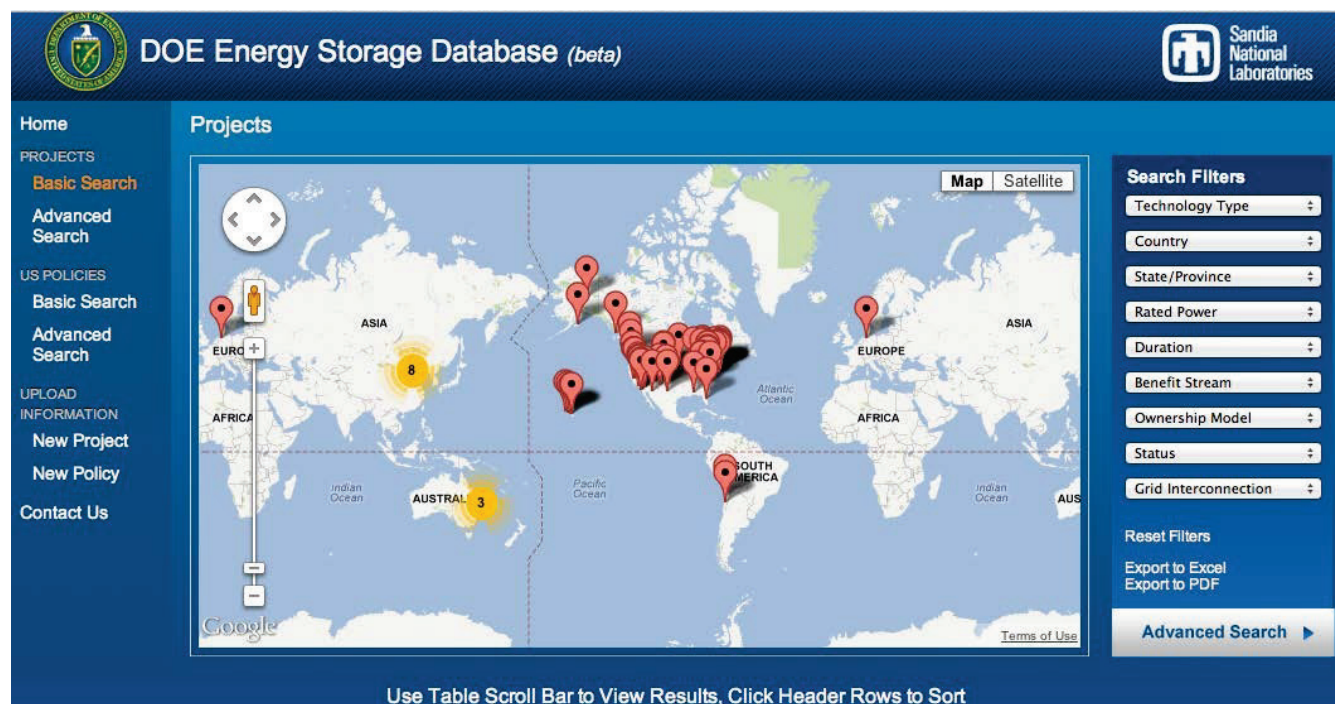 DOE Energy Storage Database (beta)
Sandia
National
Laboratories
Home
PROJECTS
Basic Search
Advanced
Search
US POLICIES
Basic Search
Advanced
Search
UPLOAD
INFORMATION
New Project
New Policy
Contact Us
Projects
Map
Satellite
ASIA
EURO
8
AFRICA
Indian
Ocean
AUSTRAL
3
Pacific
Ocean
Atlantic
Ocean
SOUTH
MERICA
EUROPE
ASIA
AFRICA
Indian
Ocean
AUS
Google
Terms of Use
Search Filters
Technology Type
Country
State/Province
Rated Power
Duration
Benefit Stream
Ownership Model
Status
Grid Interconnection
Reset Filters
Export to Excel
Export to PDF
Advanced Search
Use Table Scroll Bar to View Results, Click Header Rows to Sort